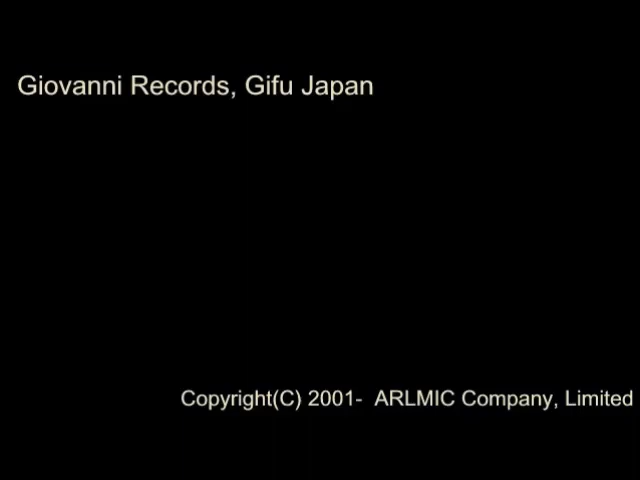 Giovanni Records, Gifu Japan
Copyright(C) 2001-  ARLMIC Company, Limited